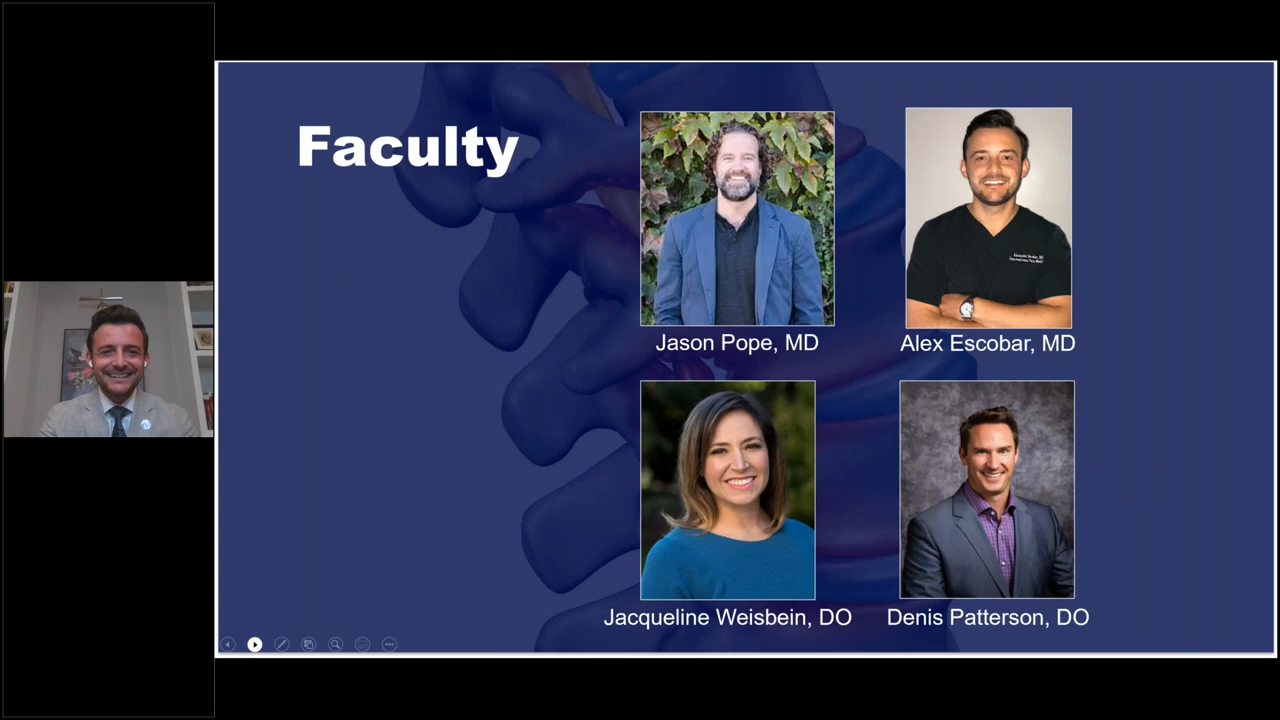 Faculty
Jason Pope, MD
Alex Escobar, MD
Jacqueline Weisbein, DO
Denis Patterson, DO